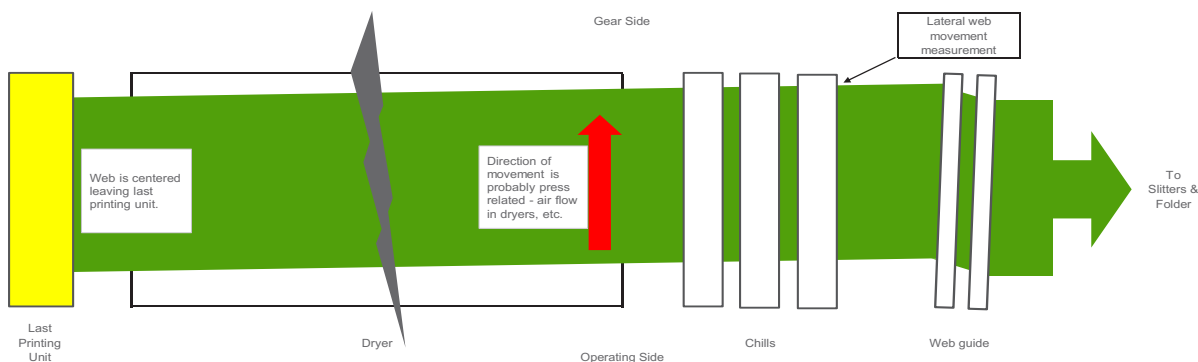 Gear Side
Lateral web
movement
measurement
Web is centered
leaving last
printing unit.
Direction of
movement is
probably press
related - air flow
in dryers, etc.
To
Slitters &
Folder
Last
Printing
Unit
Dryer
Operating Side
Chills
Web guide